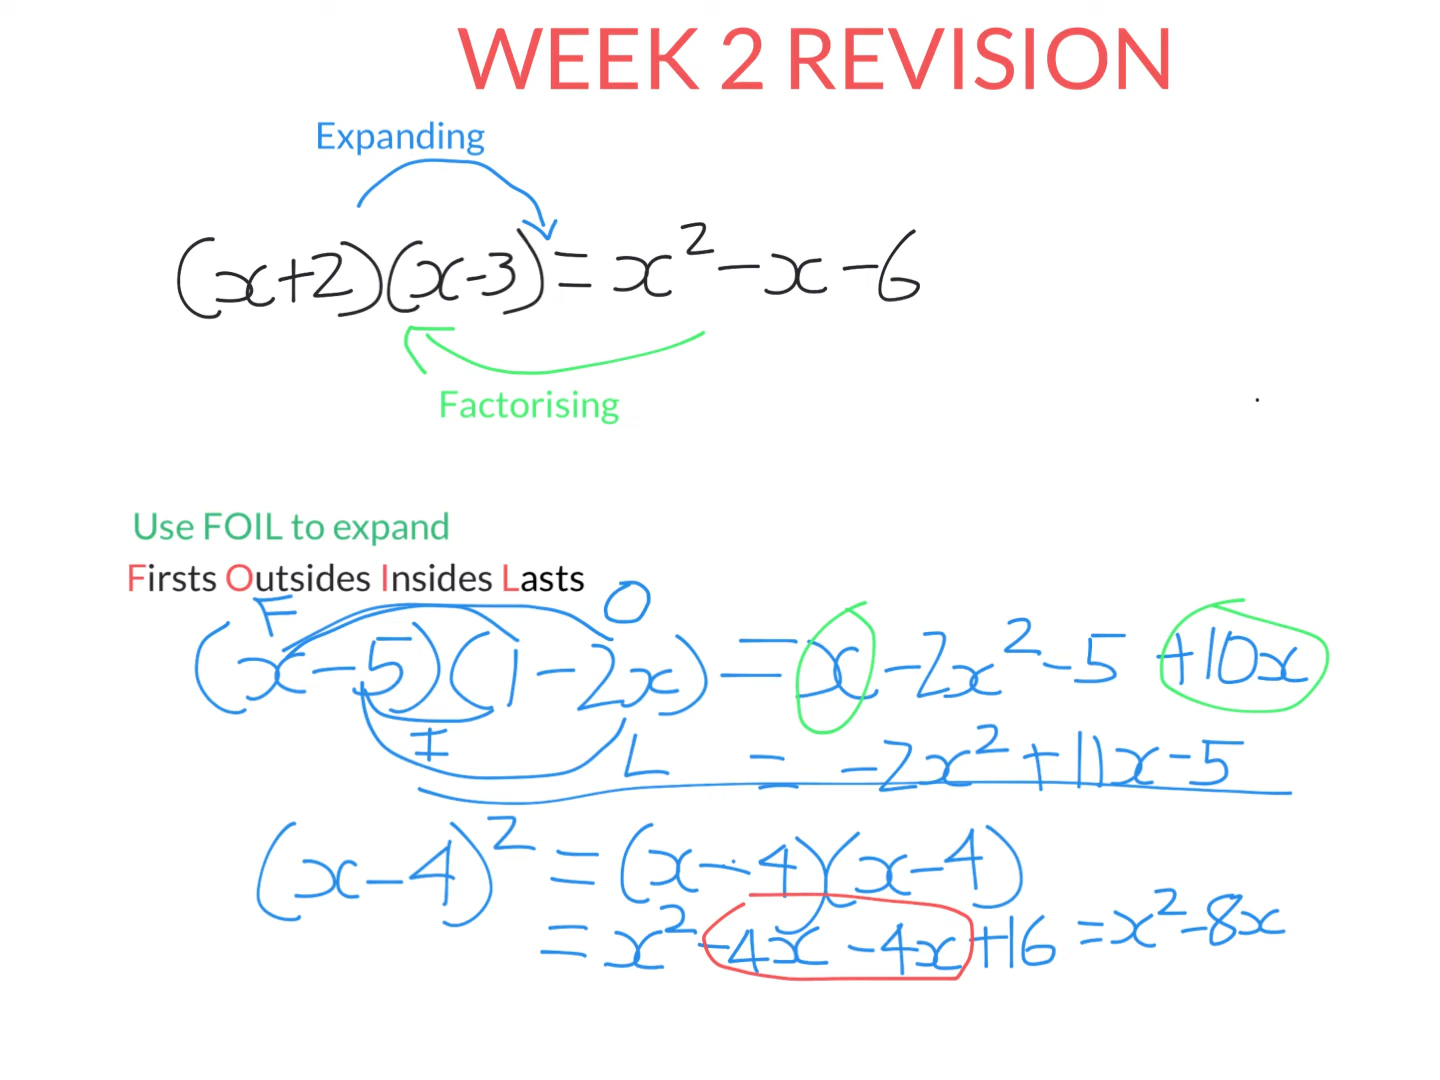 WEEK 2 REVISION
Expanding
(x+2)(x-3) = x² - x - 6
Factorising
Use FOIL to expand
Firsts Outsides Insides Lasts
F O
(x - 5)(1 - 2x) = x - 2x² - 5 + 10x
I L = -2x² + 11x - 5
(x - 4)² = (x - 4)(x - 4)
= x² - 4x - 4x + 16 = x² - 8x